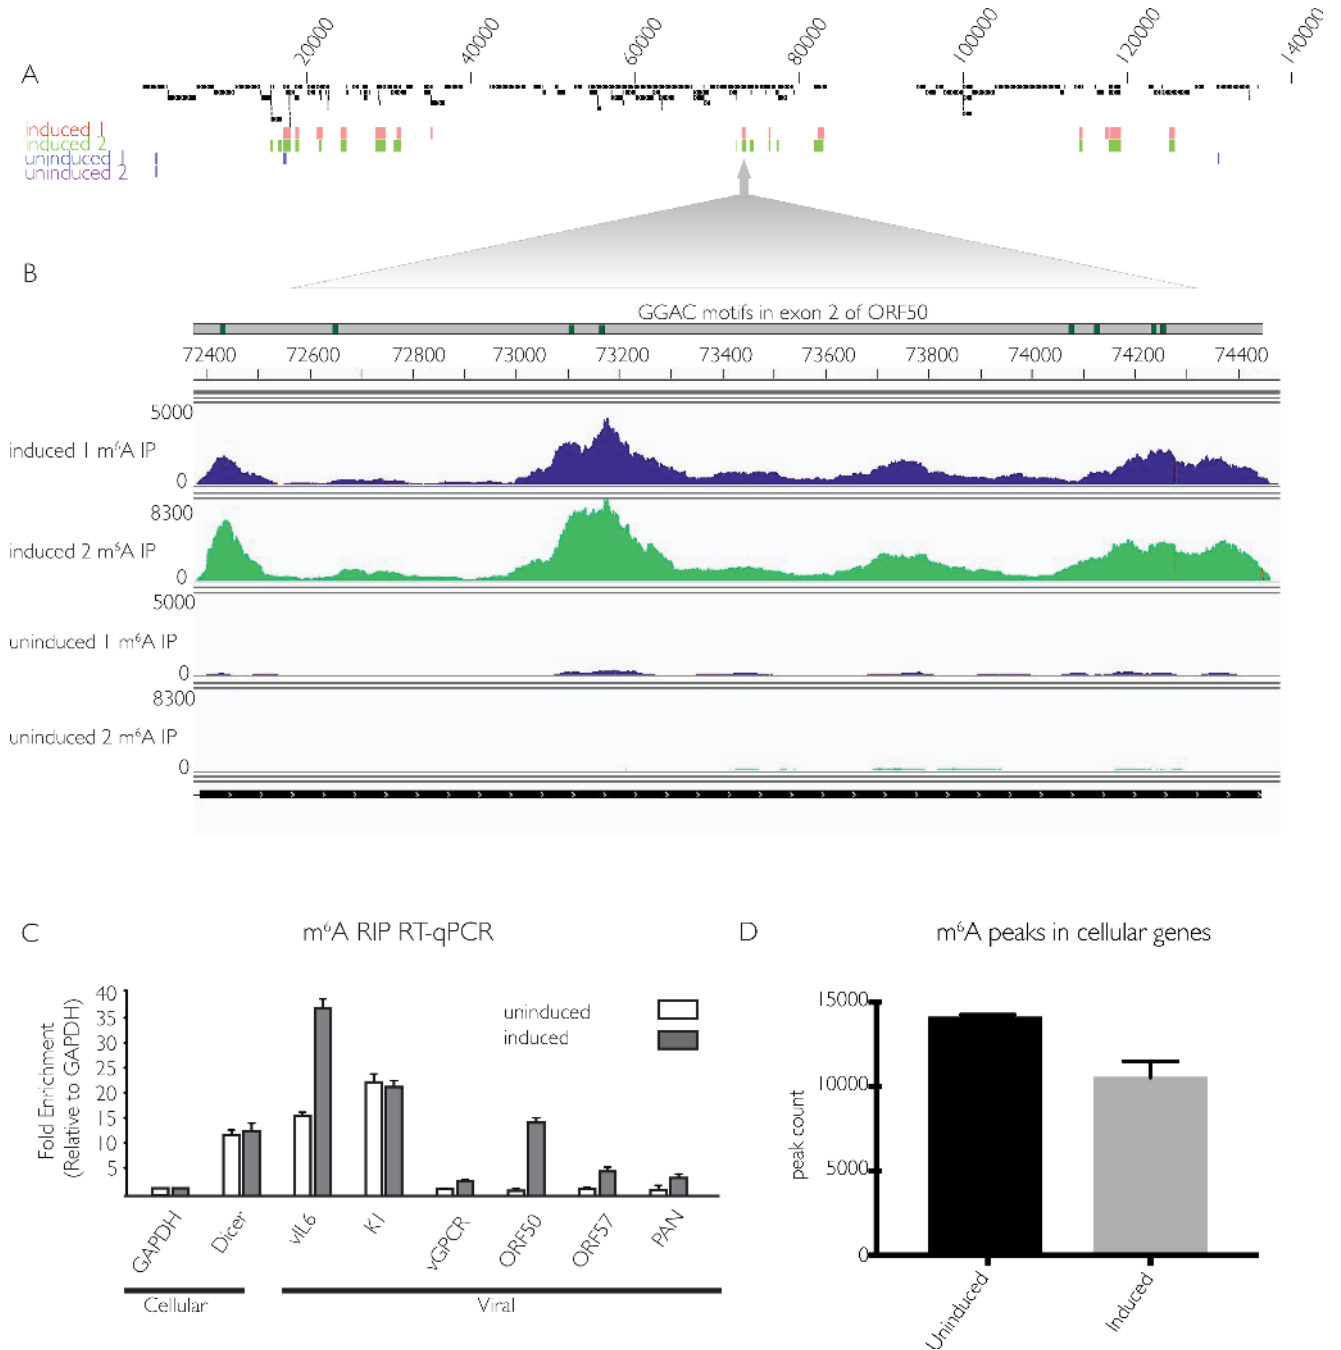 20000 40000 60000 80000 100000 120000 140000
A
induced 1
induced 2
uninduced 1
uninduced 2
B
GGAC motifs in exon 2 of ORF50
72400 72600 72800 73000 73200 73400 73600 73800 74000 74200 74400
5000
induced 1 m⁶A IP
0
8300
induced 2 m⁶A IP
0
5000
uninduced 1 m⁶A IP
0
8300
uninduced 2 m⁶A IP
0
C
m⁶A RIP RT-qPCR
Fold Enrichment
(Relative to GAPDH)
40
35
30
25
20
15
10
5
uninduced
induced
GAPDH Dicer vIL6 K1 vGPCR ORF50 ORF57 PAN
Cellular Viral
D
m⁶A peaks in cellular genes
peak count
15000
10000
5000
0
Uninduced Induced